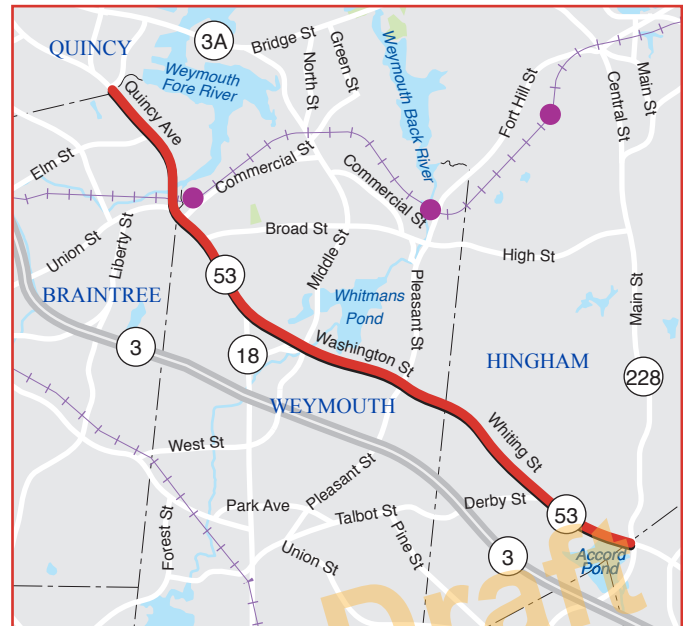 QUINCY
3A
Bridge St
Green St
North St
Weymouth
Fore River
Weymouth Back River
Fort Hill St
Main St
Central St
Quincy Ave
Elm St
Commercial St
Commercial St
Union St
Liberty St
Broad St
Middle St
High St
53
Whitmans
Pond
Pleasant St
Main St
BRAINTREE
3
18
Washington St
HINGHAM
228
WEYMOUTH
Whiting St
West St
Pleasant St
Derby St
Park Ave
Talbot St
53
Forest St
Union St
Pine St
3
Accord
Pond
Draft